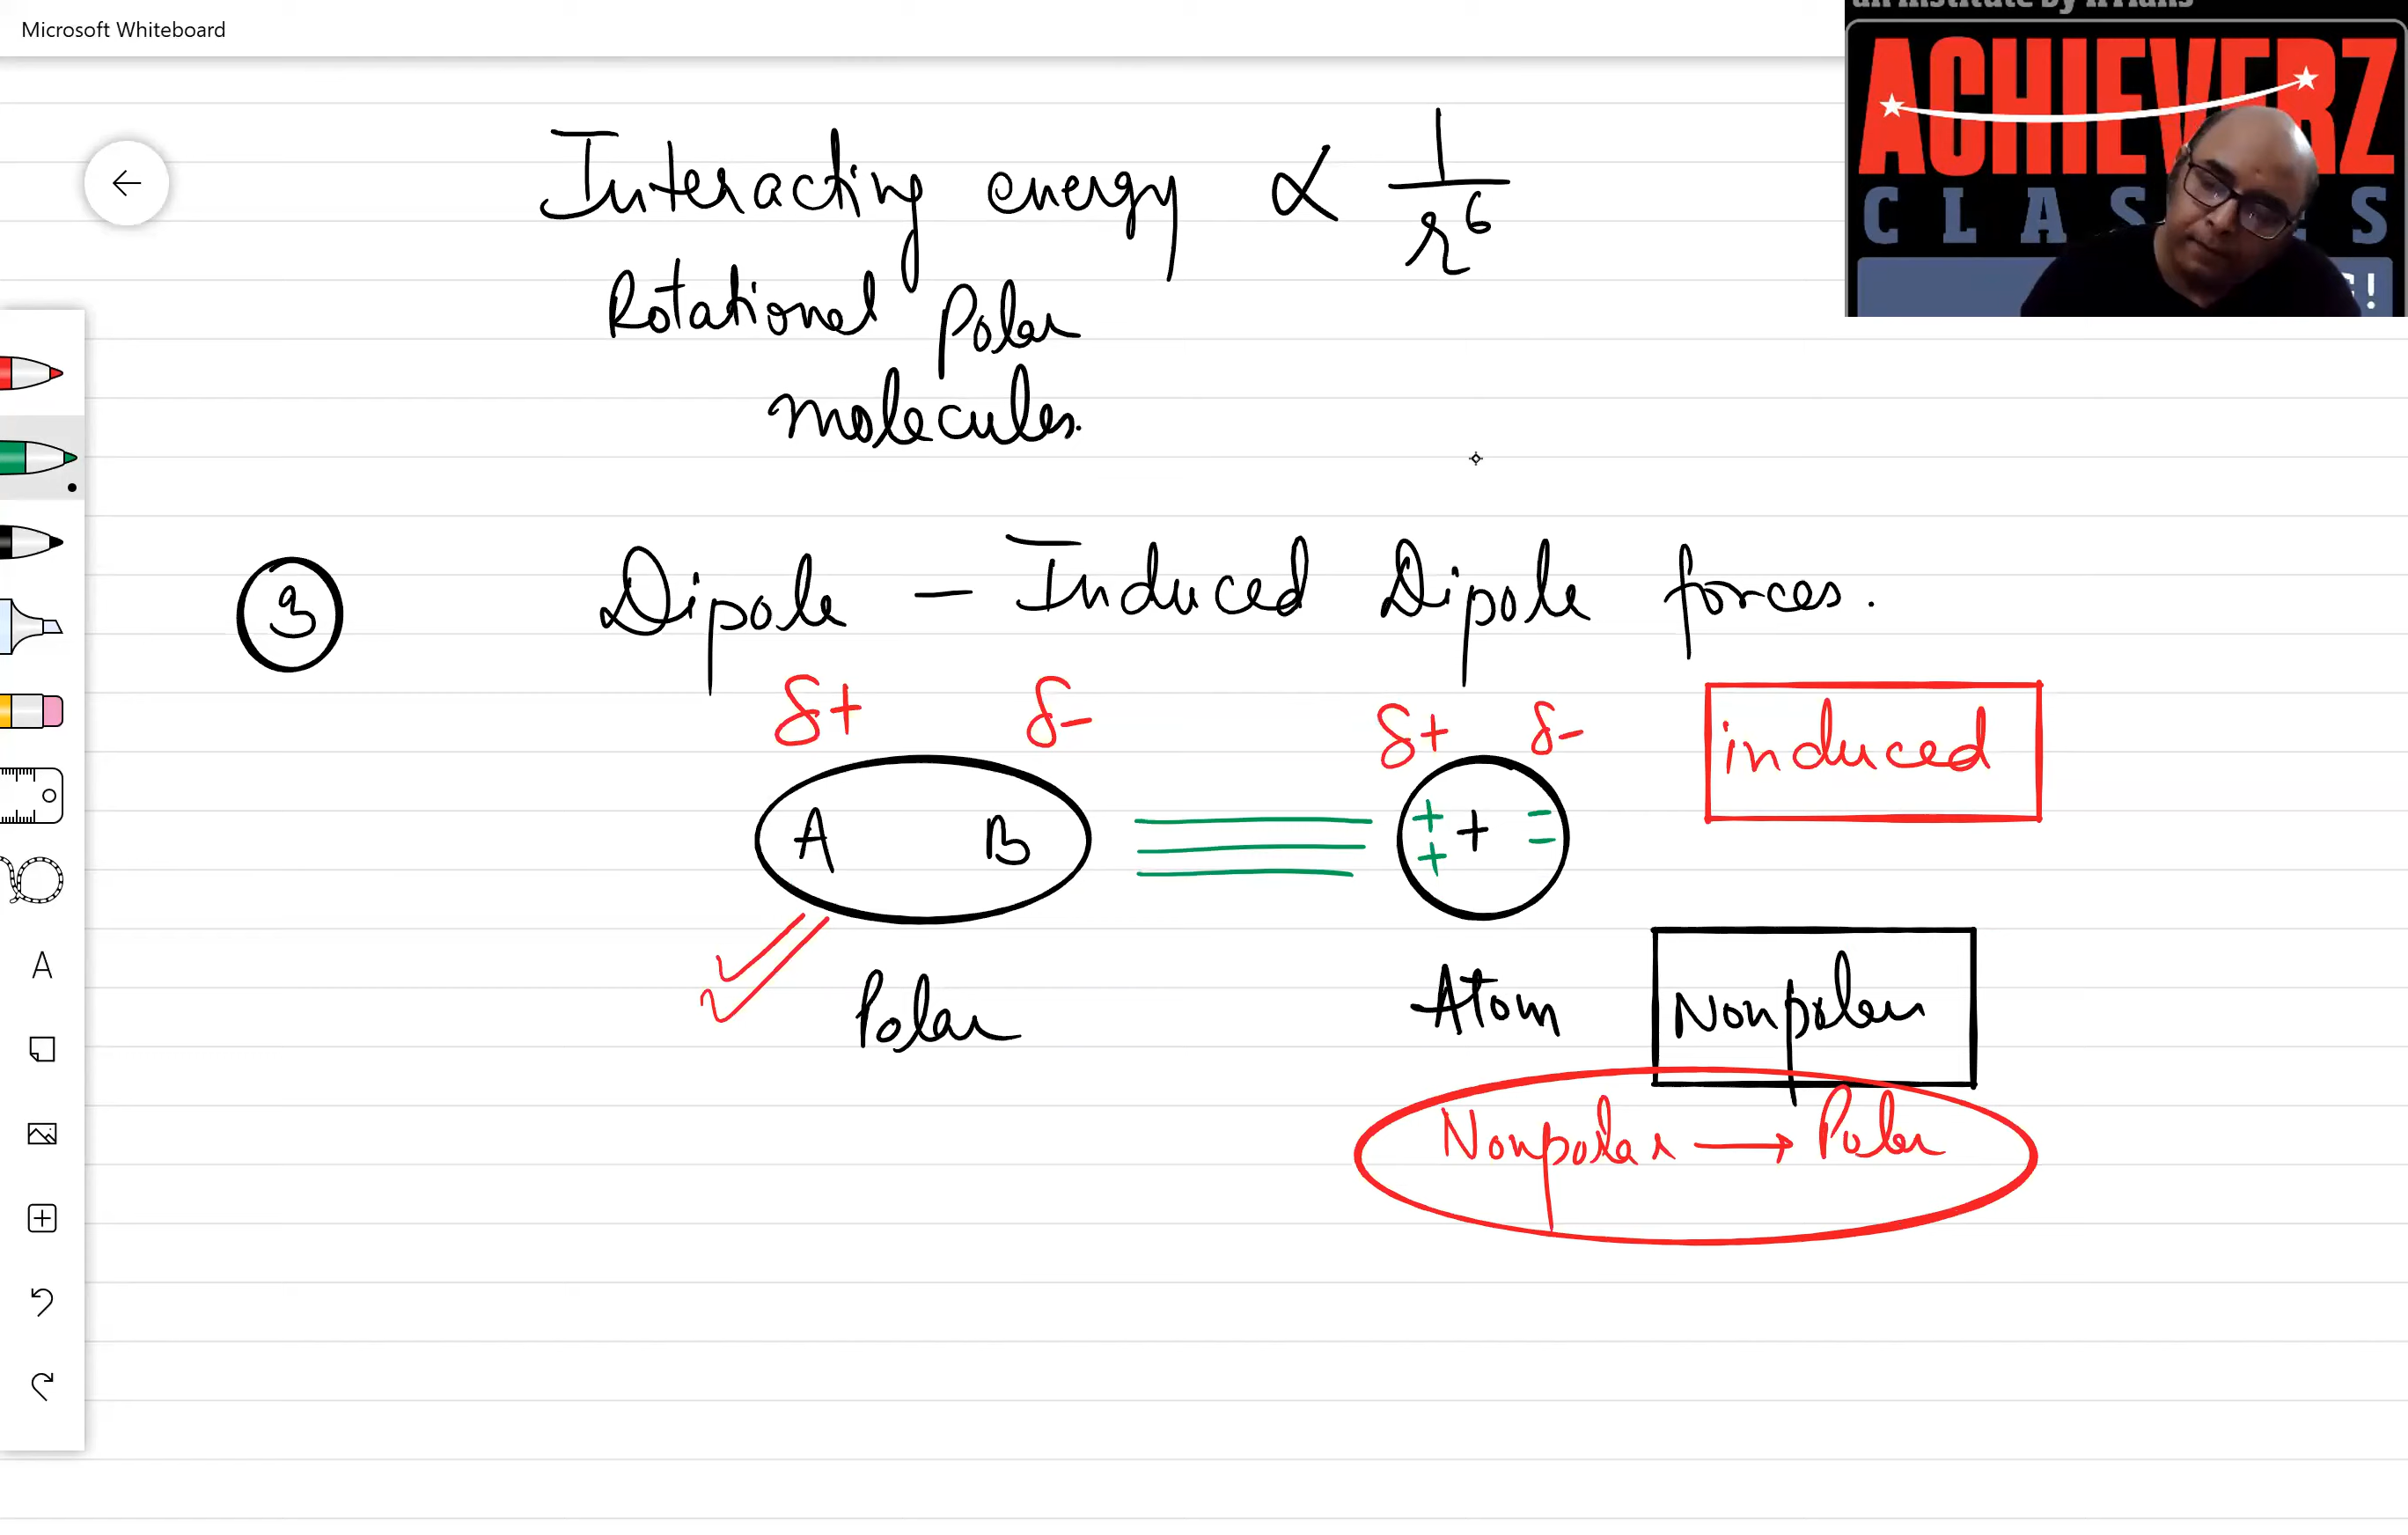 Microsoft Whiteboard
ACHIEVERZ
CLASSES
Interacting energy ∝ 1/r⁶
Rotational Polar
molecules.
3 Dipole – Induced Dipole forces.
δ+ δ- δ+ δ- induced
A B + + + = 
Polar Atom Nonpolar
Nonpolar → Polar
A